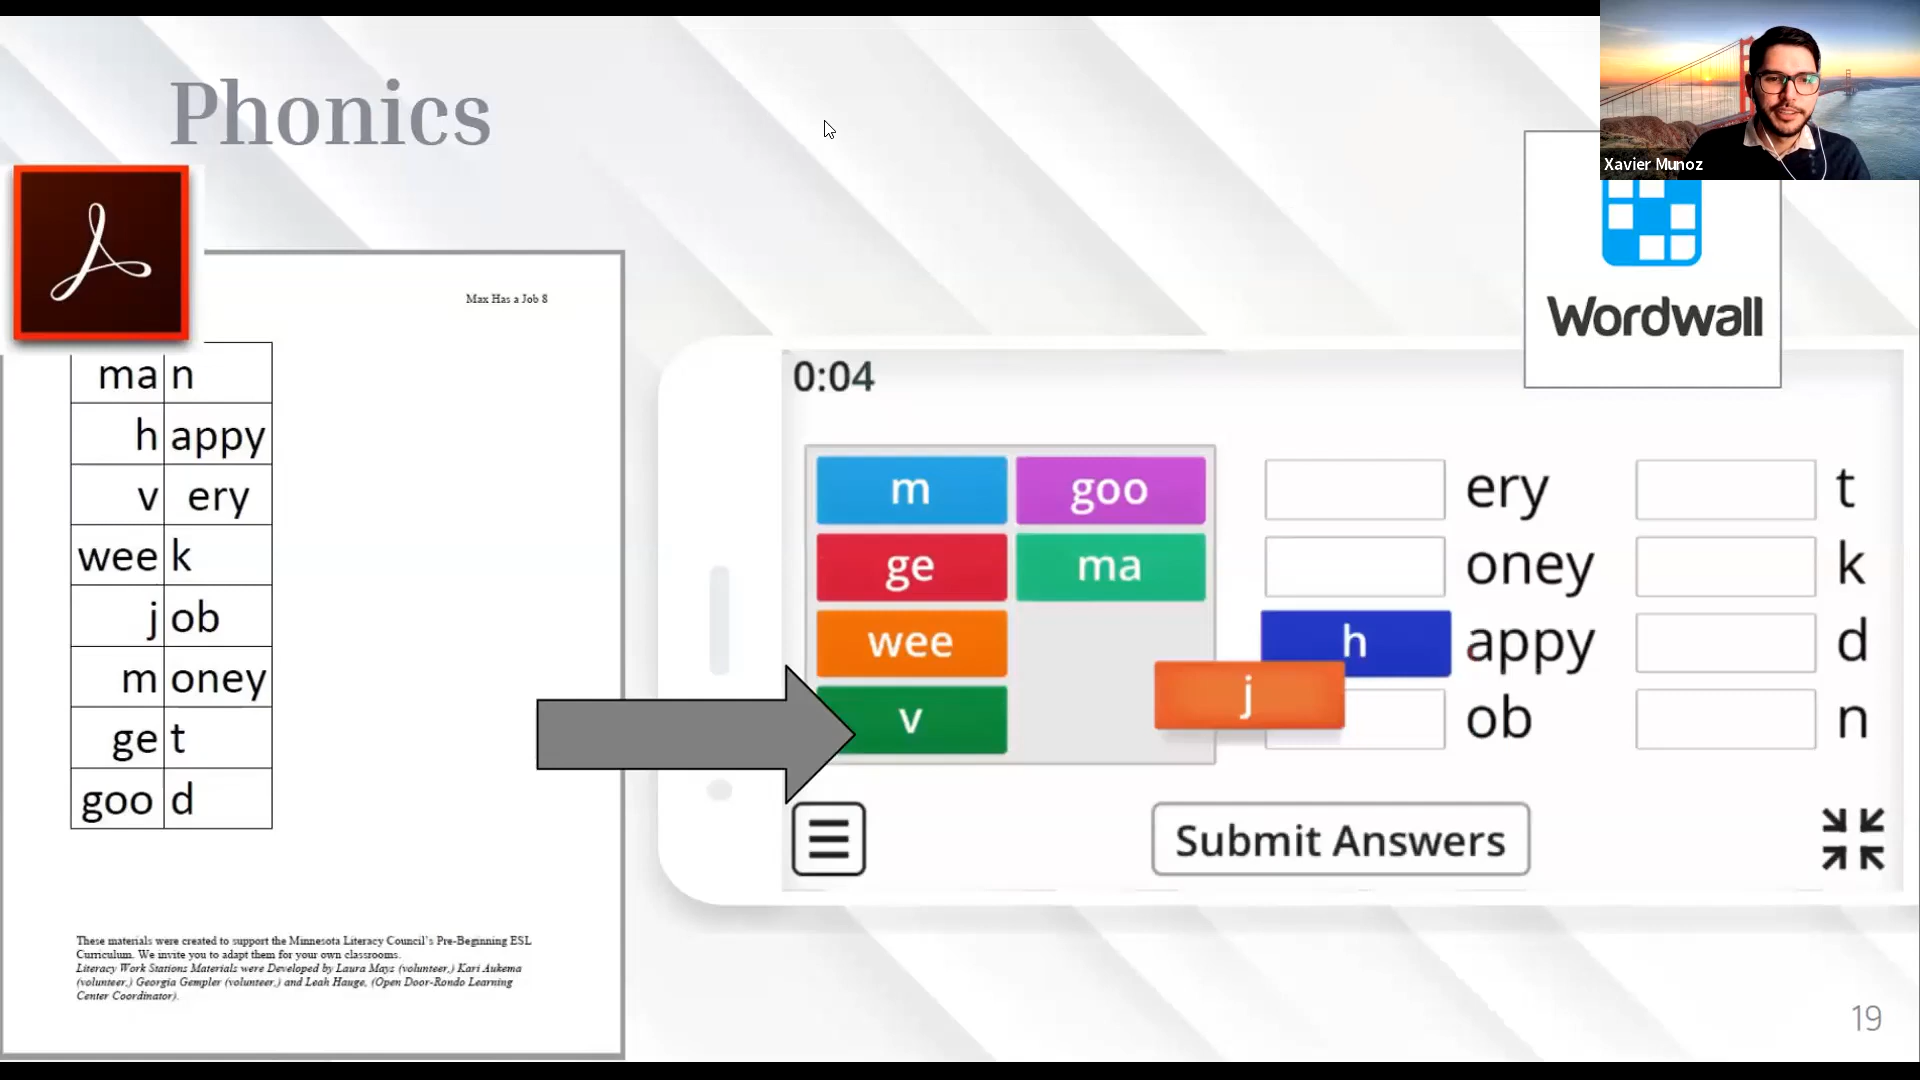 Phonics
Xavier Munoz
Wordwall
Max Has a Job 8
ma n
h appy
v ery
wee k
j ob
m oney
ge t
goo d
These materials were created to support the Minnesota Literacy Council's Pre-Beginning ESL
Curriculum. We invite you to adapt them for your own classrooms.
Literacy Work Stations Materials were Developed by Laura Mays (volunteer,) Kari Aukema
(volunteer,) Georgia Gempler (volunteer,) and Leah Hauge, (Open Door-Rondo Learning
Center Coordinator).
0:04
m goo ery t
ge ma oney k
wee h appy d
v j ob n
Submit Answers
19